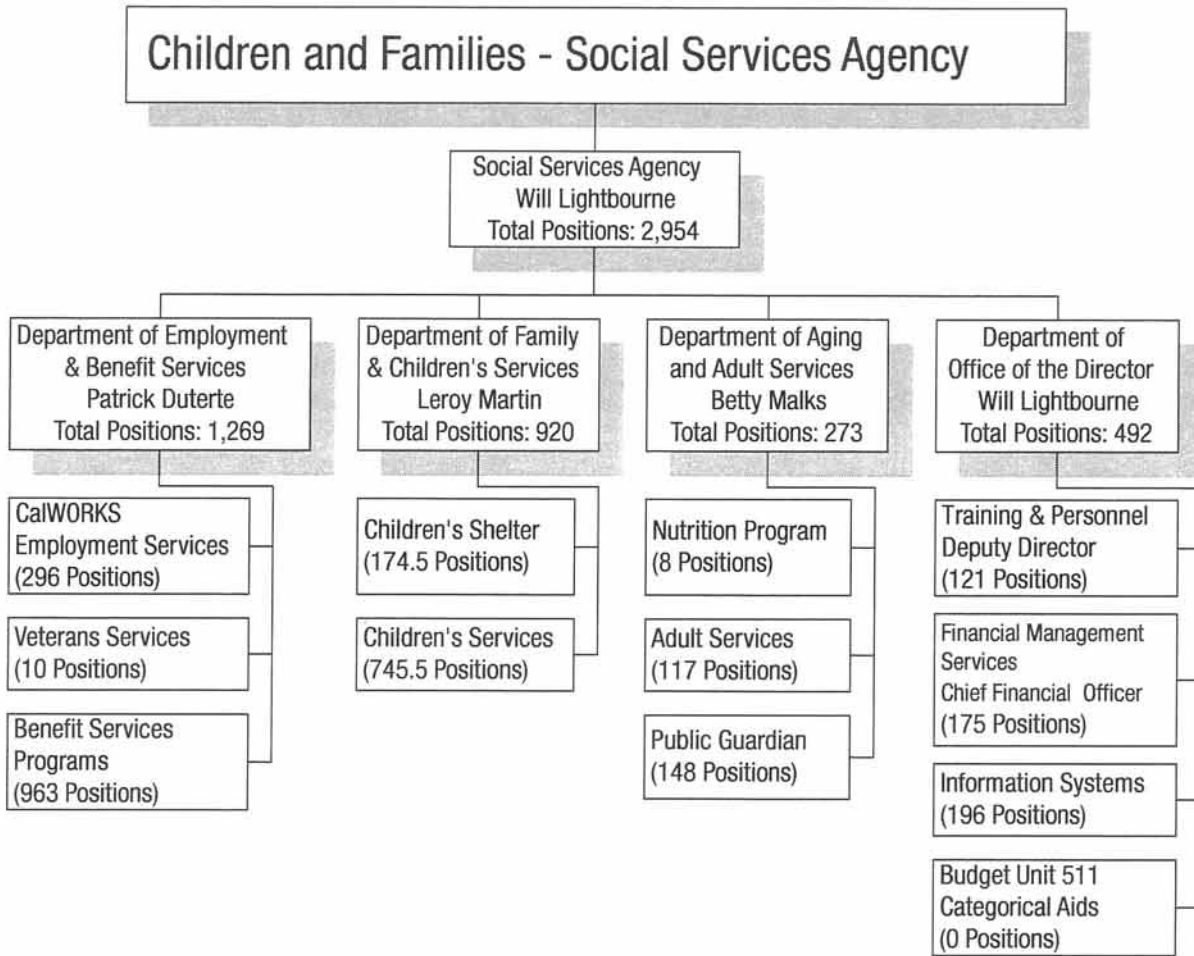 Children and Families - Social Services Agency
Social Services Agency
Will Lightbourne
Total Positions: 2,954
Department of Employment
& Benefit Services
Patrick Duterte
Total Positions: 1,269
Department of Family
& Children's Services
Leroy Martin
Total Positions: 920
Department of Aging
and Adult Services
Betty Malks
Total Positions: 273
Department of
Office of the Director
Will Lightbourne
Total Positions: 492
CalWORKS
Employment Services
(296 Positions)
Veterans Services
(10 Positions)
Benefit Services
Programs
(963 Positions)
Children's Shelter
(174.5 Positions)
Children's Services
(745.5 Positions)
Nutrition Program
(8 Positions)
Adult Services
(117 Positions)
Public Guardian
(148 Positions)
Training & Personnel
Deputy Director
(121 Positions)
Financial Management
Services
Chief Financial Officer
(175 Positions)
Information Systems
(196 Positions)
Budget Unit 511
Categorical Aids
(0 Positions)